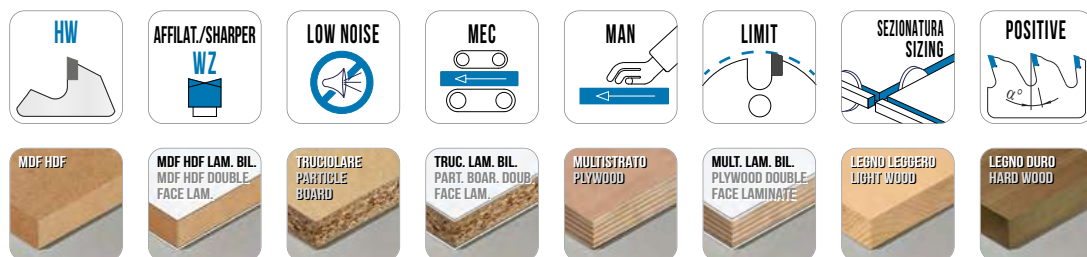 HW
AFFILAT./SHARPER
WZ
LOW NOISE
MEC
MAN
LIMIT
SEZIONATURA
SIZING
POSITIVE
α°
MDF HDF
MDF HDF LAM. BIL.
MDF HDF DOUBLE
FACE LAM.
TRUCIOLARE
PARTICLE
BOARD
TRUC. LAM. BIL.
PART. BOAR. DOUB.
FACE LAM.
MULTISTRATO
PLYWOOD
MULT. LAM. BIL.
PLYWOOD DOUBLE
FACE LAMINATE
LEGNO LEGGERO
LIGHT WOOD
LEGNO DURO
HARD WOOD